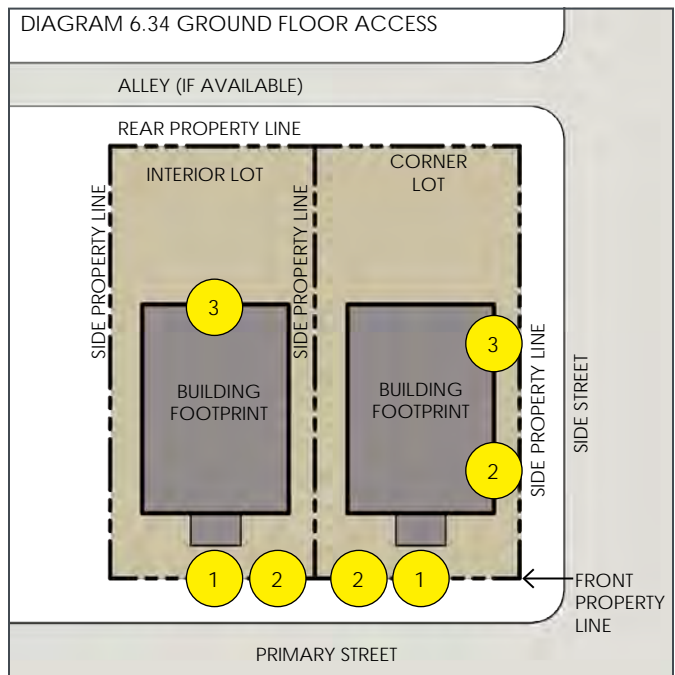 DIAGRAM 6.34 GROUND FLOOR ACCESS
ALLEY (IF AVAILABLE)
REAR PROPERTY LINE
INTERIOR LOT
CORNER
LOT
SIDE PROPERTY LINE
SIDE PROPERTY LINE
SIDE PROPERTY LINE
SIDE STREET
3
3
BUILDING
FOOTPRINT
BUILDING
FOOTPRINT
2
1
2
2
1
FRONT
PROPERTY
LINE
PRIMARY STREET